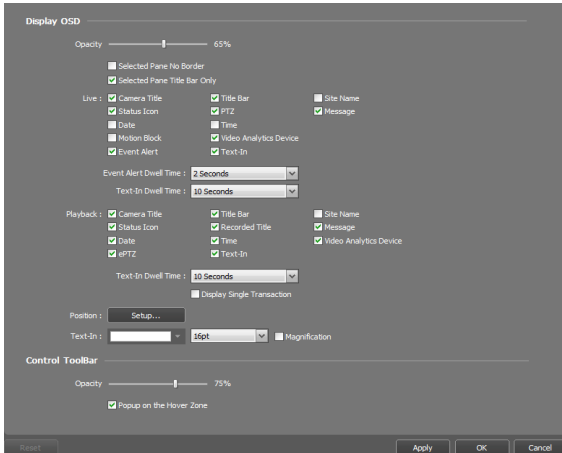 Display OSD
Opacity 65%
Selected Pane No Border
Selected Pane Title Bar Only
Live : Camera Title Title Bar Site Name
Status Icon PTZ Message
Date Time
Motion Block Video Analytics Device
Event Alert Text-In
Event Alert Dwell Time : 2 Seconds
Text-In Dwell Time : 10 Seconds
Playback : Camera Title Title Bar Site Name
Status Icon Recorded Title Message
Date Time Video Analytics Device
ePTZ Text-In
Text-In Dwell Time : 10 Seconds
Display Single Transaction
Position : Setup...
Text-In : 16pt Magnification
Control ToolBar
Opacity 75%
Popup on the Hover Zone
Reset Apply OK Cancel